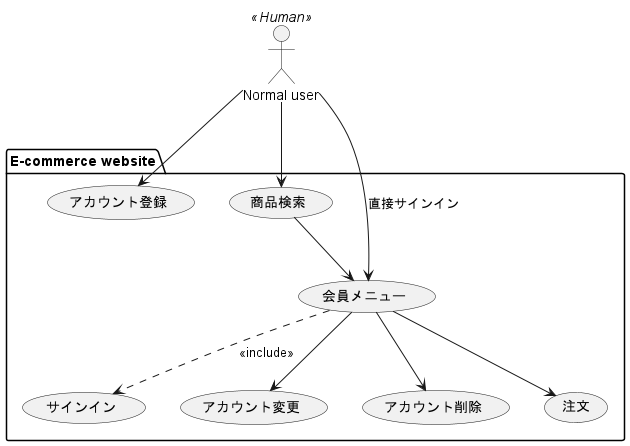 «Human»
Normal user
E-commerce website
アカウント登録
商品検索
直接サインイン
会員メニュー
«include»
サインイン
アカウント変更
アカウント削除
注文